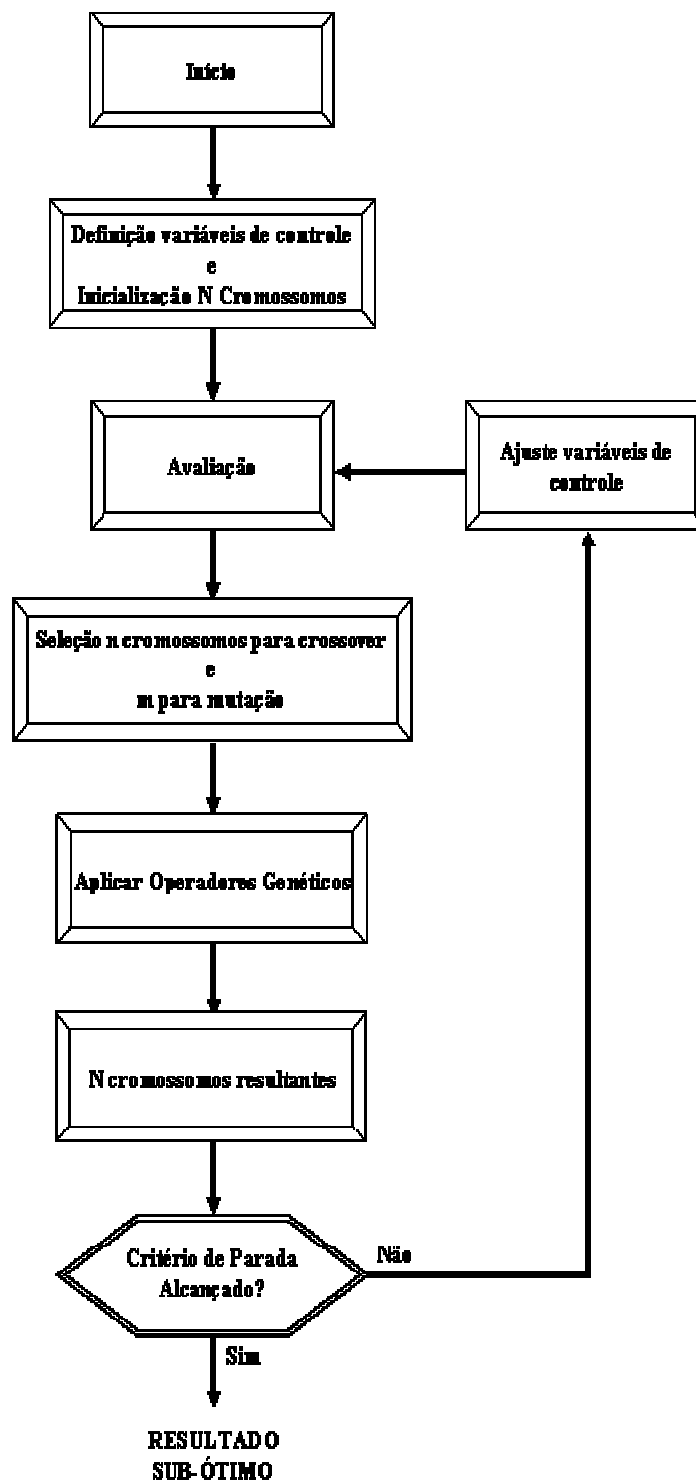 Início
Definição variáveis de controle
e
Inicialização N Cromossomos
Avaliação
Ajuste variáveis de
controle
Seleção n cromossomos para crossover
e
m para mutação
Aplicar Operadores Genéticos
N cromossomos resultantes
Critério de Parada
Alcançado?
Não
Sim
RESULTADO
SUB-ÓTIMO